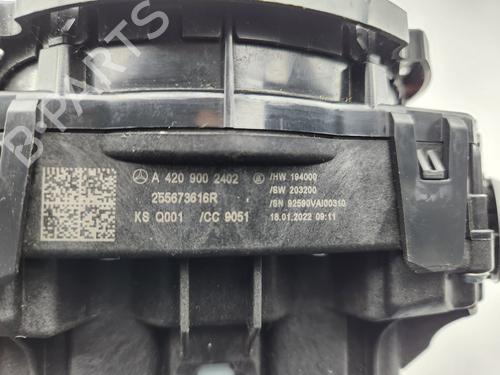 B-PARTS
A 420 900 2402
255673616R
KS Q001 /CC 9051
/HW 194000
/SW 203200
/SN 92590VAI00310
18.01.2022 09:11